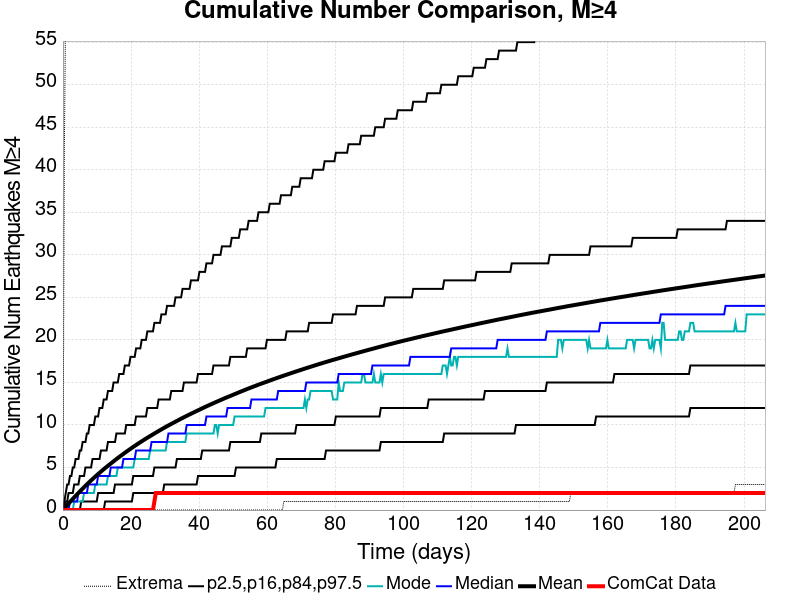 Cumulative Number Comparison, M≥4
Cumulative Num Earthquakes M≥4
55
50
45
40
35
30
25
20
15
10
5
0
0 20 40 60 80 100 120 140 160 180 200
Time (days)
Extrema p2.5,p16,p84,p97.5 Mode Median Mean ComCat Data